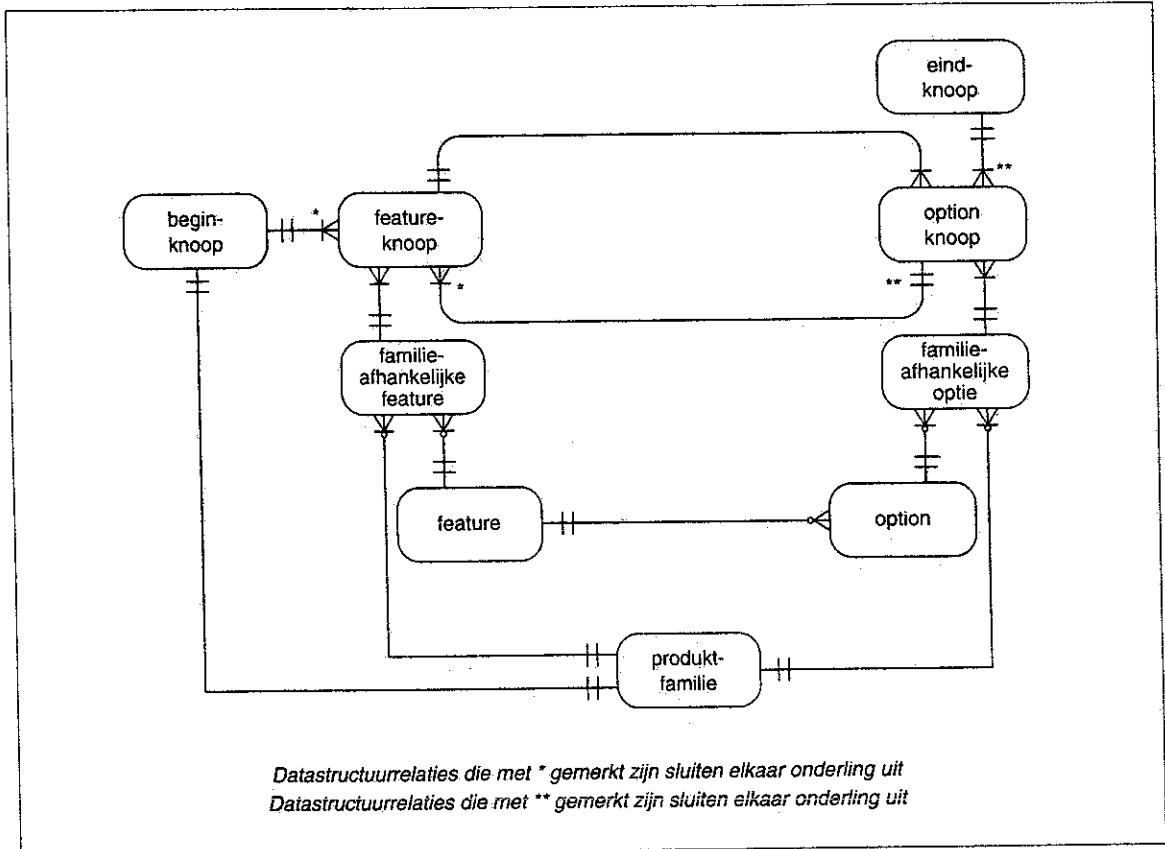 eind-
knoop
begin-
knoop
*
feature-
knoop
*
**
option
knoop
**
familie-
afhankelijke
feature
familie-
afhankelijke
optie
feature
option
produkt-
familie
Datastructuurrelaties die met * gemerkt zijn sluiten elkaar onderling uit
Datastructuurrelaties die met ** gemerkt zijn sluiten elkaar onderling uit